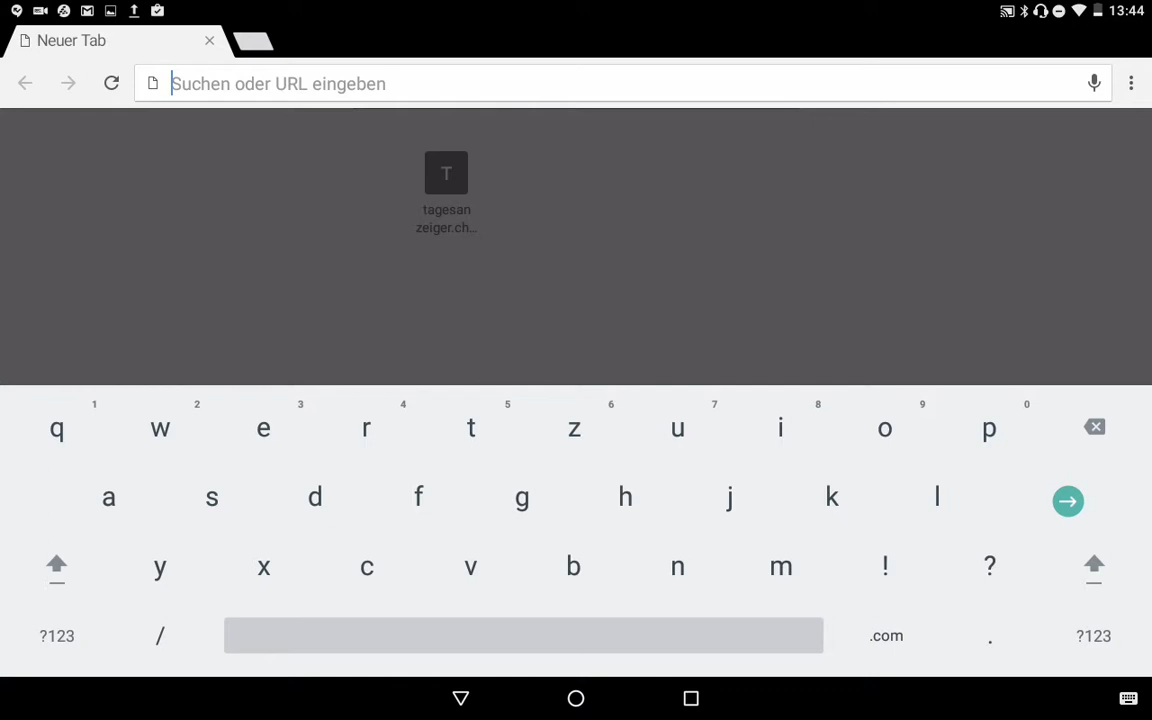 13:44
Neuer Tab
Suchen oder URL eingeben
T
tagesan
zeiger.ch...
1 2 3 4 5 6 7 8 9 0
q w e r t z u i o p
a s d f g h j k l
y x c v b n m ! ?
?123 / .com . ?123